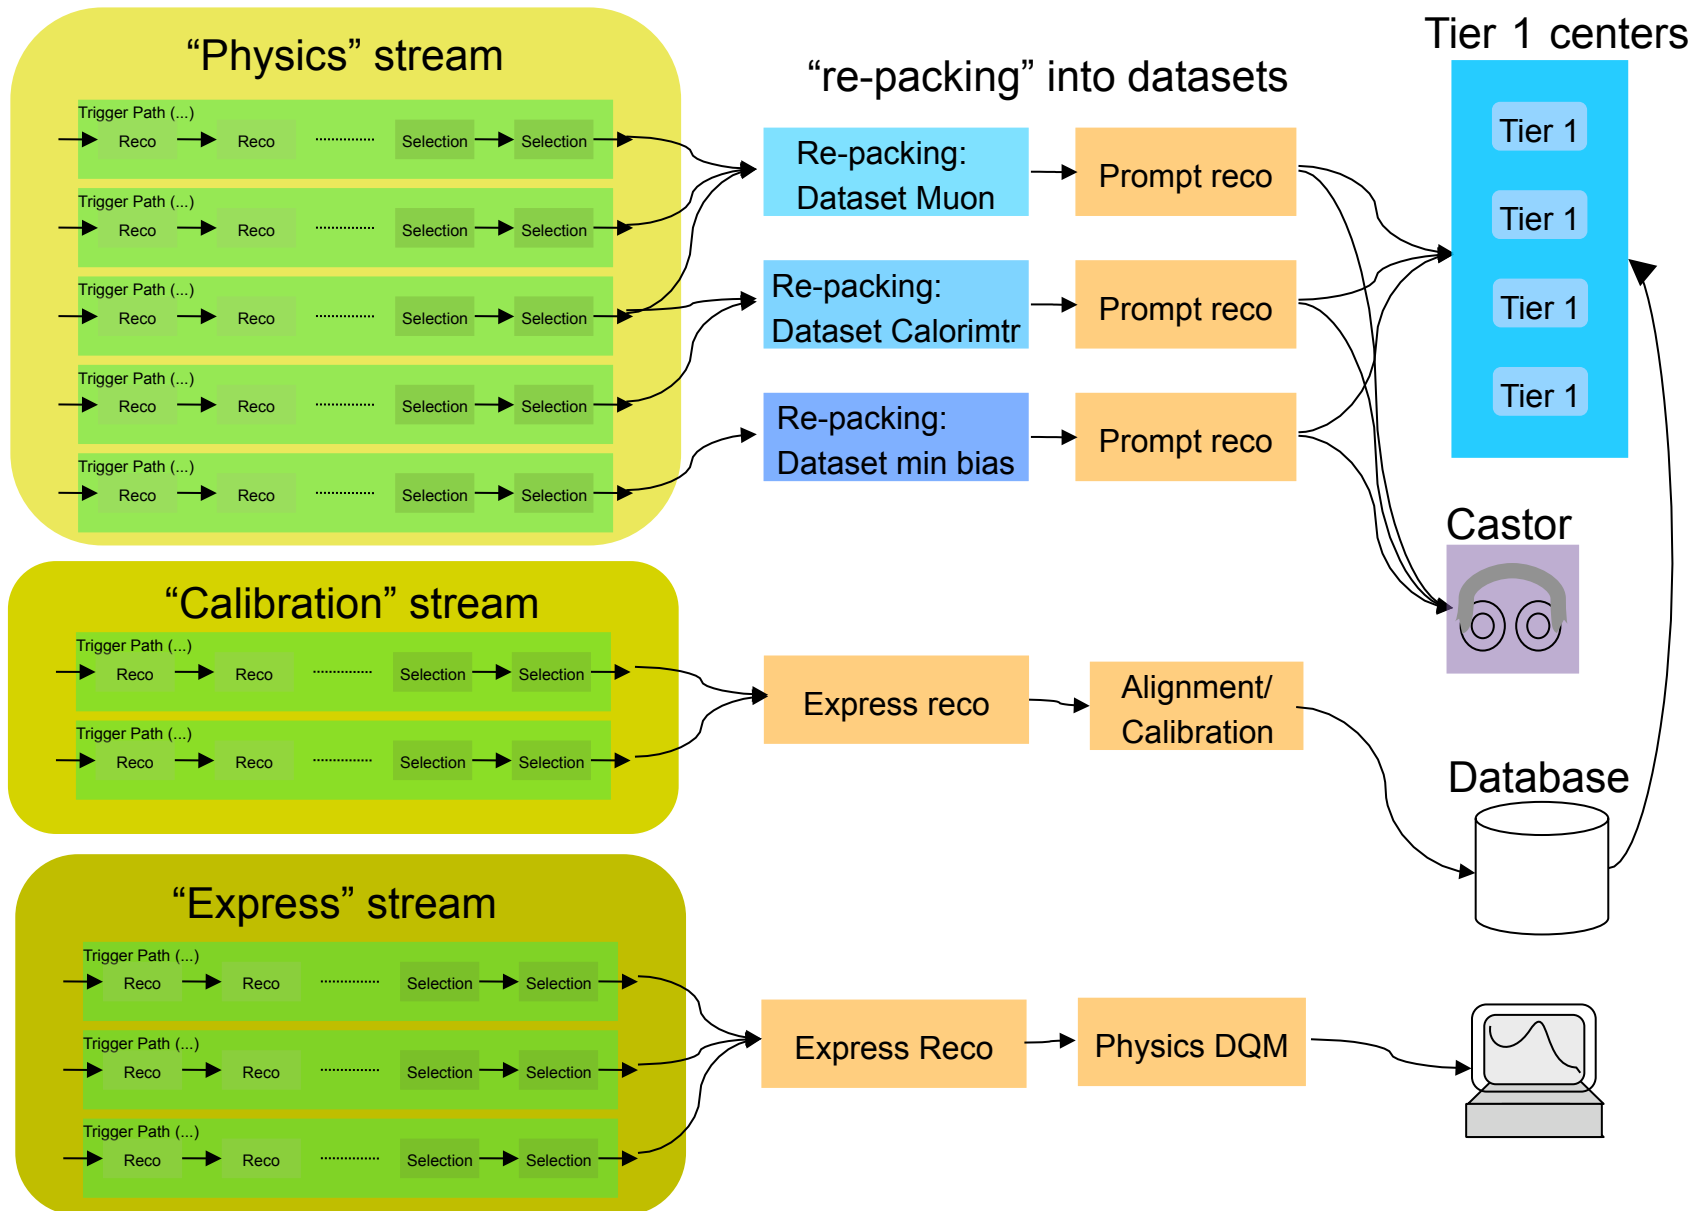 “Physics” stream
Trigger Path (...)
Reco Reco Selection Selection
Trigger Path (...)
Reco Reco Selection Selection
Trigger Path (...)
Reco Reco Selection Selection
Trigger Path (...)
Reco Reco Selection Selection
Trigger Path (...)
Reco Reco Selection Selection
“re-packing” into datasets
Re-packing:
Dataset Muon
Prompt reco
Re-packing:
Dataset Calorimtr
Prompt reco
Re-packing:
Dataset min bias
Prompt reco
Tier 1 centers
Tier 1
Tier 1
Tier 1
Tier 1
Castor
“Calibration” stream
Trigger Path (...)
Reco Reco Selection Selection
Trigger Path (...)
Reco Reco Selection Selection
Express reco
Alignment/
Calibration
Database
“Express” stream
Trigger Path (...)
Reco Reco Selection Selection
Trigger Path (...)
Reco Reco Selection Selection
Trigger Path (...)
Reco Reco Selection Selection
Express Reco
Physics DQM